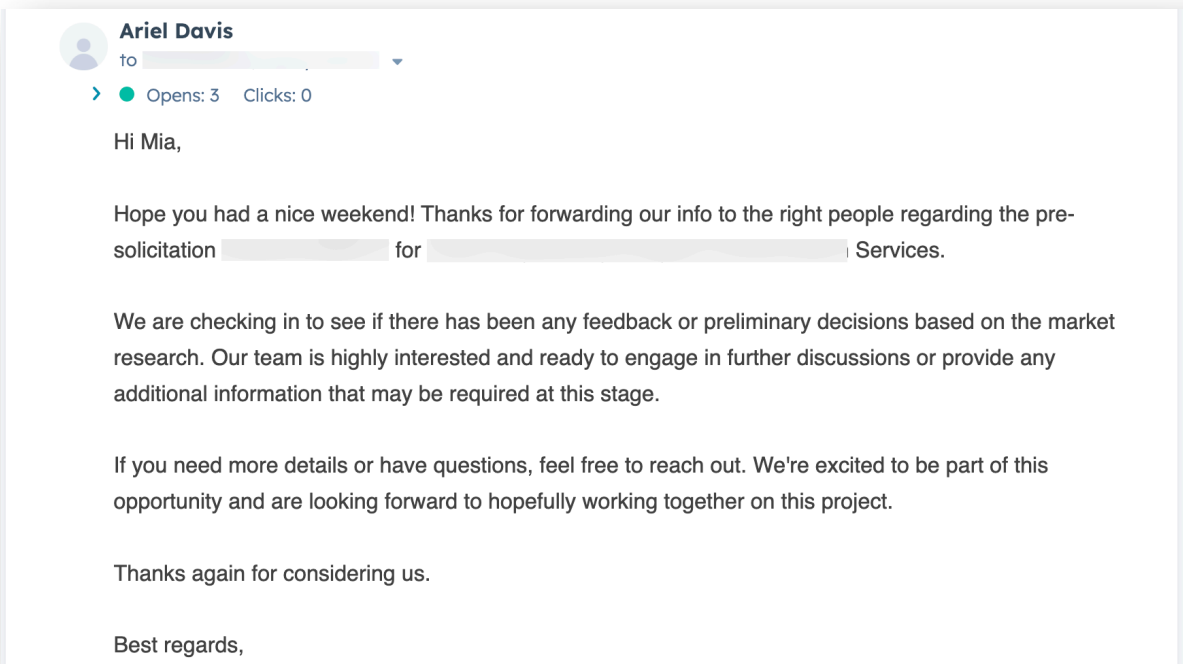 Ariel Davis
to
Opens: 3 Clicks: 0
Hi Mia,
Hope you had a nice weekend! Thanks for forwarding our info to the right people regarding the pre-
solicitation for Services.
We are checking in to see if there has been any feedback or preliminary decisions based on the market
research. Our team is highly interested and ready to engage in further discussions or provide any
additional information that may be required at this stage.
If you need more details or have questions, feel free to reach out. We're excited to be part of this
opportunity and are looking forward to hopefully working together on this project.
Thanks again for considering us.
Best regards,